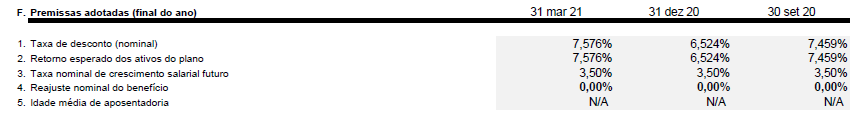 F. Premissas adotadas (final do ano) 31 mar 21 31 dez 20 30 set 20
1. Taxa de desconto (nominal) 7,576% 6,524% 7,459%
2. Retorno esperado dos ativos do plano 7,576% 6,524% 7,459%
3. Taxa nominal de crescimento salarial futuro 3,50% 3,50% 3,50%
4. Reajuste nominal do benefício 0,00% 0,00% 0,00%
5. Idade média de aposentadoria N/A N/A N/A